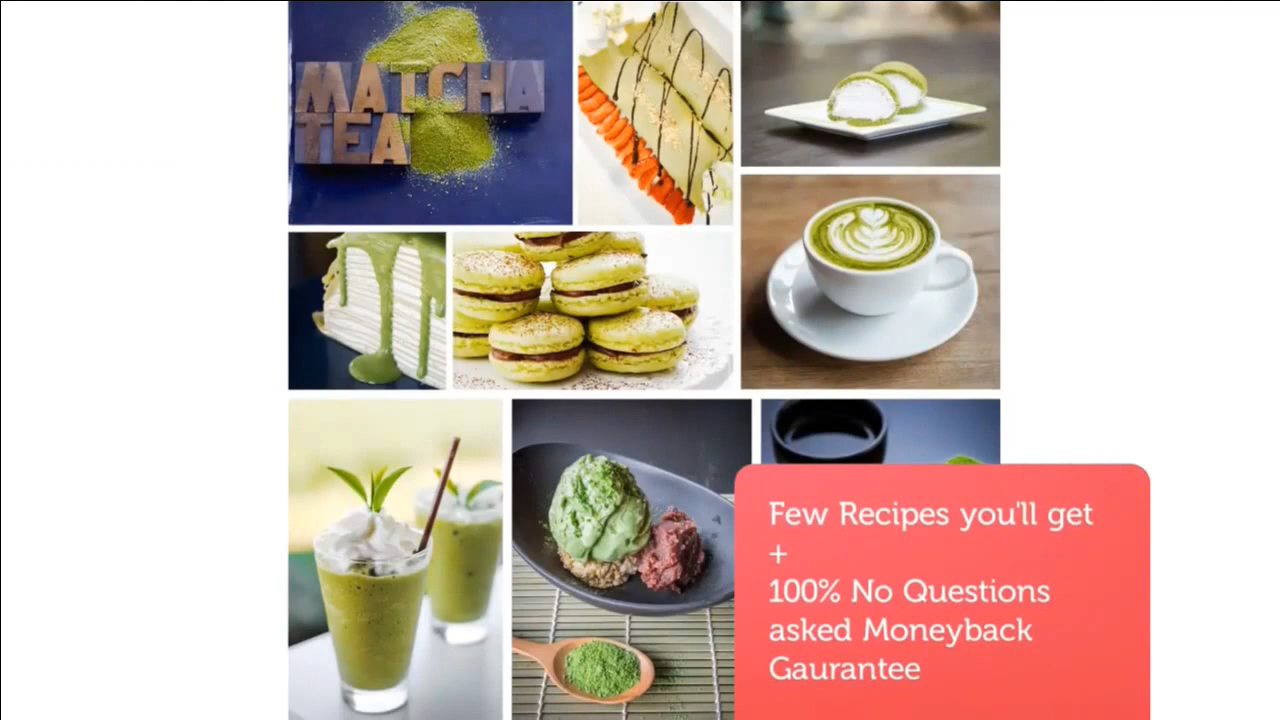 MATCHA
TEA
Few Recipes you'll get
+
100% No Questions
asked Moneyback
Gaurantee